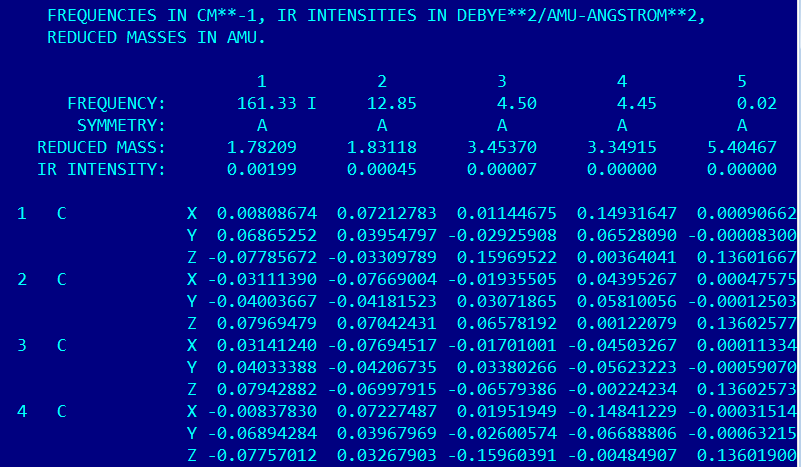 FREQUENCIES IN CM**-1, IR INTENSITIES IN DEBYE**2/AMU-ANGSTROM**2,
REDUCED MASSES IN AMU.
1 2 3 4 5
FREQUENCY: 161.33 I 12.85 4.50 4.45 0.02
SYMMETRY: A A A A A
REDUCED MASS: 1.78209 1.83118 3.45370 3.34915 5.40467
IR INTENSITY: 0.00199 0.00045 0.00007 0.00000 0.00000
1 C X 0.00808674 0.07212783 0.01144675 0.14931647 0.00090662
Y 0.06865252 0.03954797 -0.02925908 0.06528090 -0.00008300
Z -0.07785672 -0.03309789 0.15969522 0.00364041 0.13601667
2 C X -0.03111390 -0.07669004 -0.01935505 0.04395267 0.00047575
Y -0.04003667 -0.04181523 0.03071865 0.05810056 -0.00012503
Z 0.07969479 0.07042431 0.06578192 0.00122079 0.13602577
3 C X 0.03141240 -0.07694517 -0.01701001 -0.04503267 0.00011334
Y 0.04033388 -0.04206735 0.03380266 -0.05623223 -0.00059070
Z 0.07942882 -0.06997915 -0.06579386 -0.00224234 0.13602573
4 C X -0.00837830 0.07227487 0.01951949 -0.14841229 -0.00031514
Y -0.06894284 0.03967969 -0.02600574 -0.06688806 -0.00063215
Z -0.07757012 0.03267903 -0.15960391 -0.00484907 0.13601900